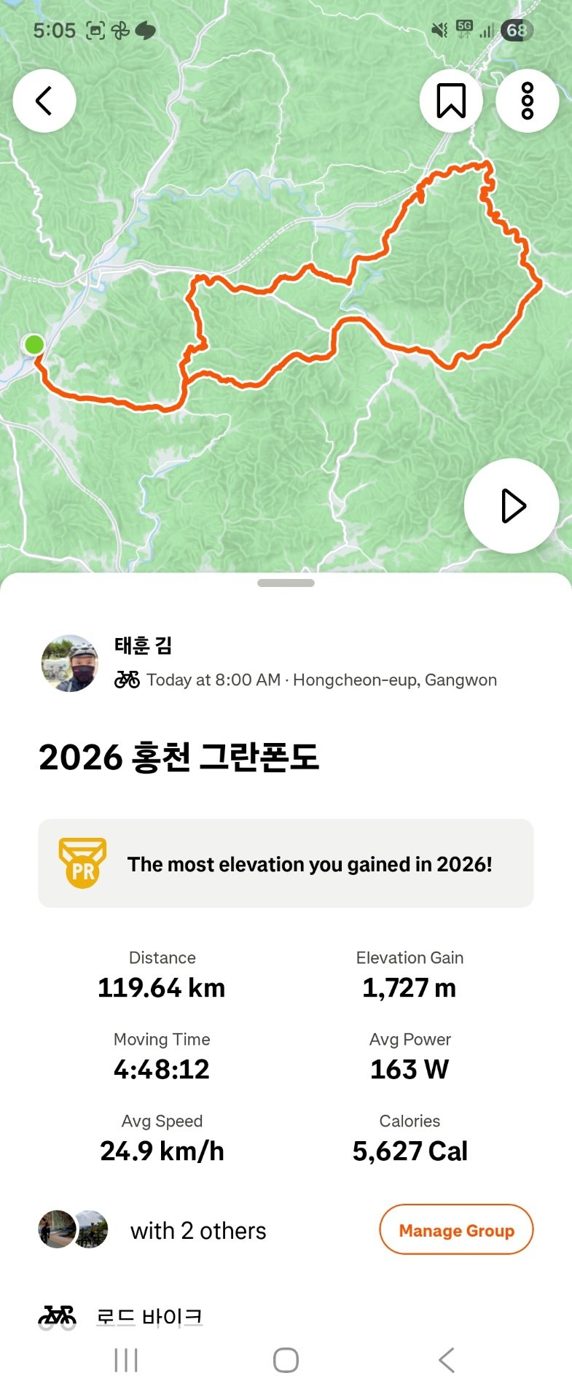 5:05
5G
68
태훈 김
Today at 8:00 AM · Hongcheon-eup, Gangwon
2026 홍천 그란폰도
PR
The most elevation you gained in 2026!
Distance
Elevation Gain
119.64 km
1,727 m
Moving Time
Avg Power
4:48:12
163 W
Avg Speed
Calories
24.9 km/h
5,627 Cal
with 2 others
Manage Group
로드 바이크